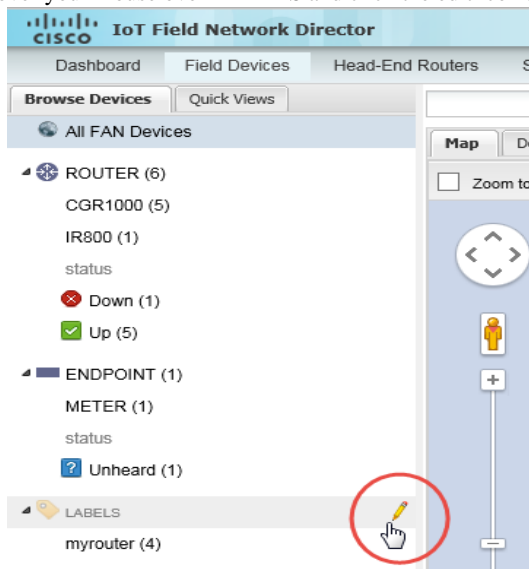 CISCO IoT Field Network Director
Dashboard Field Devices Head-End Routers
Browse Devices Quick Views
All FAN Devices
Map
ROUTER (6)
Zoom to
CGR1000 (5)
IR800 (1)
status
Down (1)
Up (5)
ENDPOINT (1)
METER (1)
status
Unheard (1)
LABELS
myrouter (4)